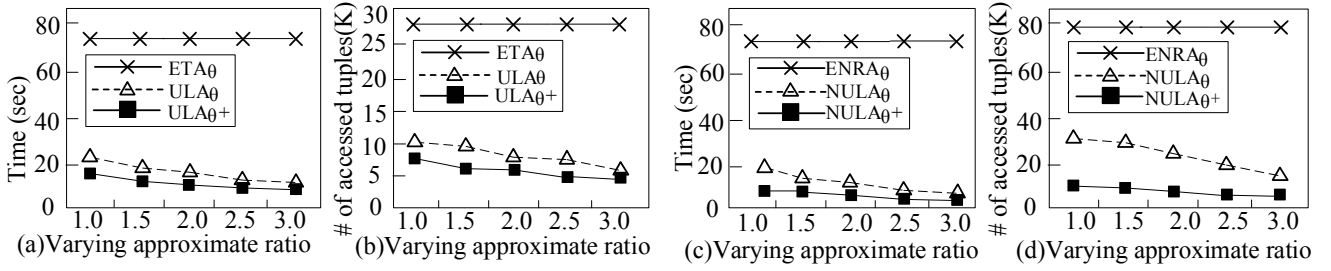 Time (sec)
80
60
40
20
0
ETAθ
ULAθ
ULAθ+
1.0 1.5 2.0 2.5 3.0
(a)Varying approximate ratio
# of accessed tuples(K)
30
25
20
15
10
5
0
ETAθ
ULAθ
ULAθ+
1.0 1.5 2.0 2.5 3.0
(b)Varying approximate ratio
Time (sec)
80
60
40
20
0
ENRAθ
NULAθ
NULAθ+
1.0 1.5 2.0 2.5 3.0
(c)Varying approximate ratio
# of accessed tuples(K)
80
60
40
20
0
ENRAθ
NULAθ
NULAθ+
1.0 1.5 2.0 2.5 3.0
(d)Varying approximate ratio